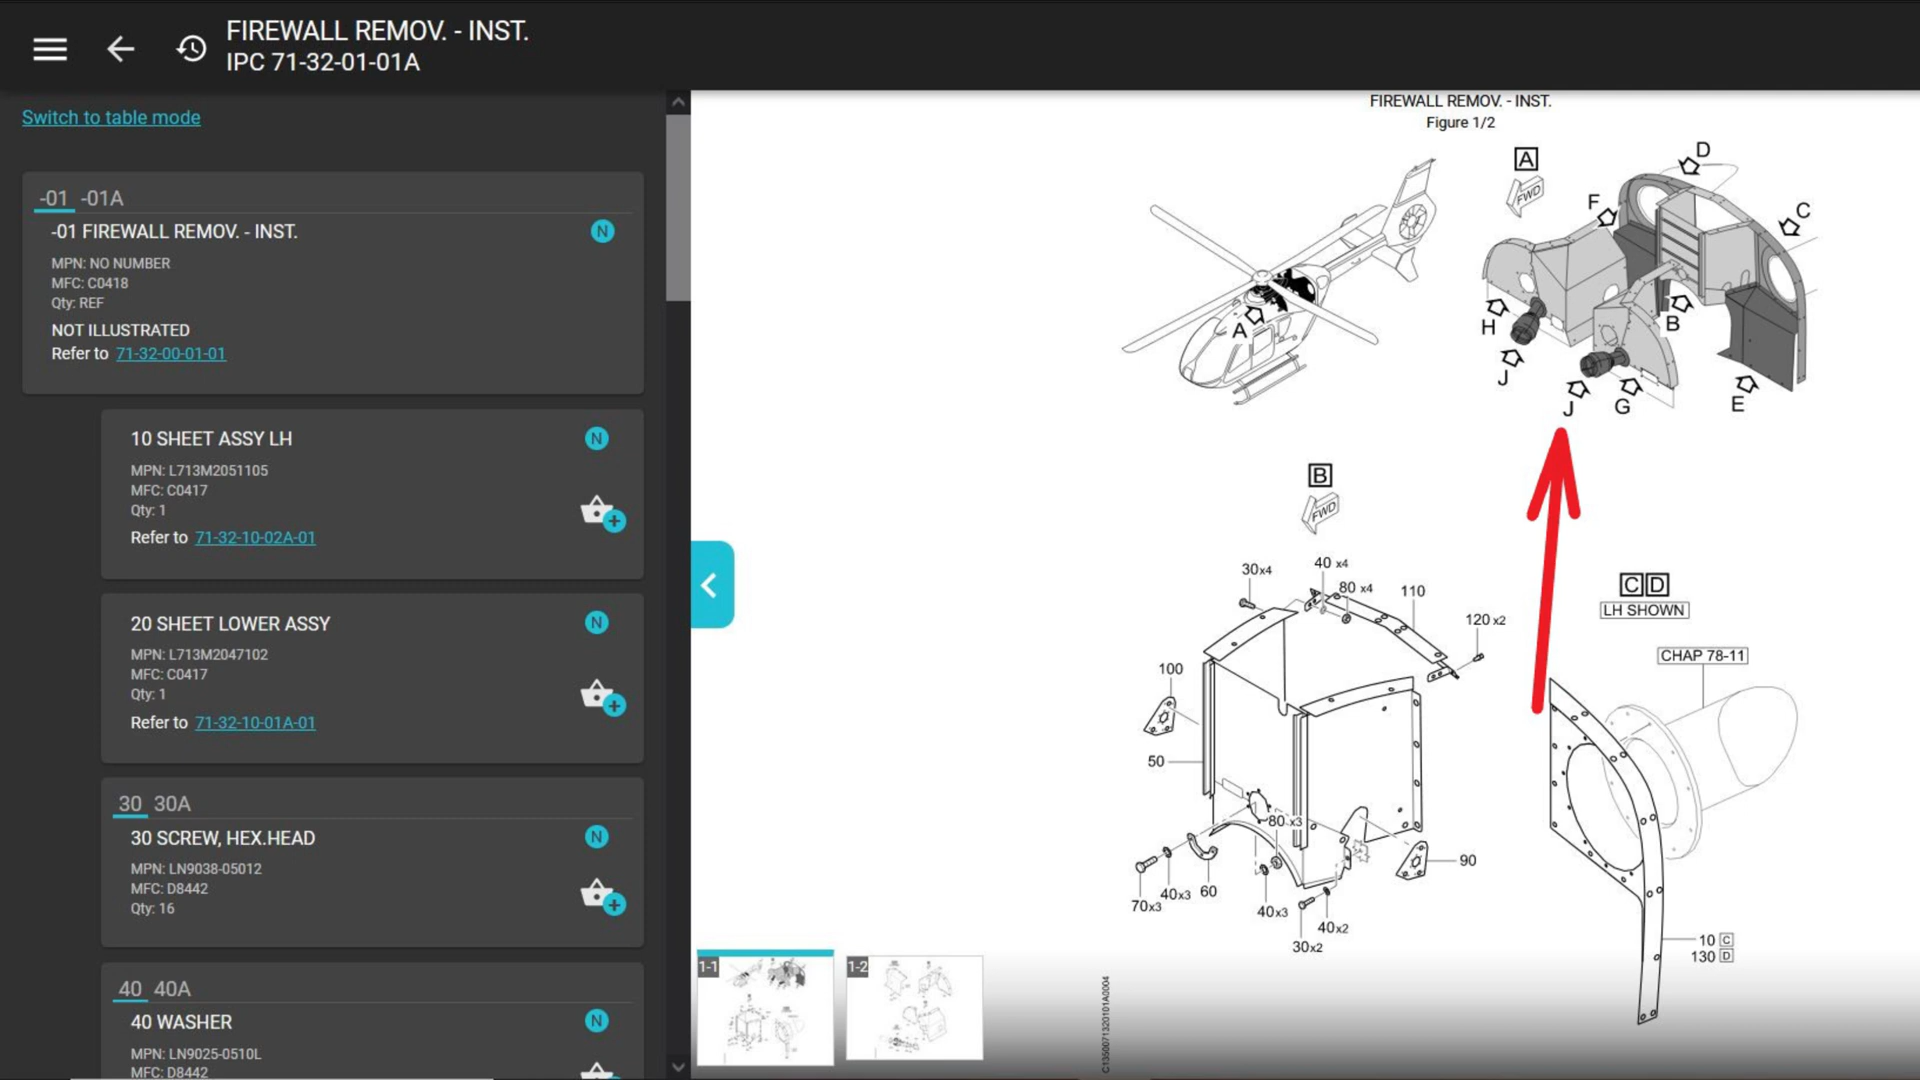 FIREWALL REMOV. - INST.
IPC 71-32-01-01A
Switch to table mode
-01 -01A
-01 FIREWALL REMOV. - INST.
N
MPN: NO NUMBER
MFC: C0418
Qty: REF
NOT ILLUSTRATED
Refer to 71-32-00-01-01
10 SHEET ASSY LH
N
MPN: L713M2051105
MFC: C0417
Qty: 1
Refer to 71-32-10-02A-01
20 SHEET LOWER ASSY
N
MPN: L713M2047102
MFC: C0417
Qty: 1
Refer to 71-32-10-01A-01
30 30A
30 SCREW, HEX.HEAD
N
MPN: LN9038-05012
MFC: D8442
Qty: 16
40 40A
40 WASHER
N
MPN: LN9025-0510L
MFC: D8442
FIREWALL REMOV. - INST.
Figure 1/2
A
FWD
D
F
C
A
H
B
J
J
G
E
B
FWD
30x4
40 x4
80 x4
110
120 x2
100
50
80 x3
90
70x3
40x3
60
40x3
30x2
40x2
C D
LH SHOWN
CHAP 78-11
10 C
130 D
1-1
1-2
C1350071320101A0004